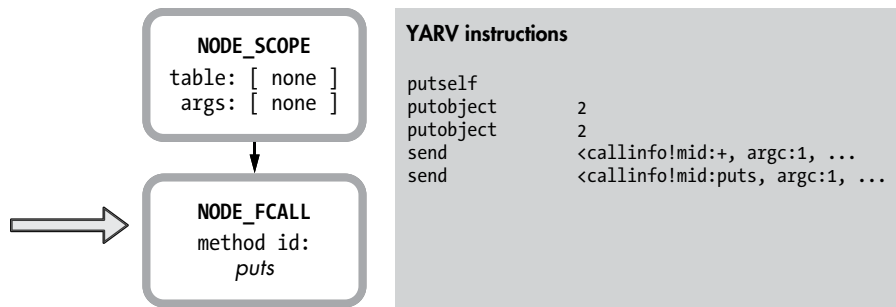 NODE_SCOPE
table: [ none ]
args: [ none ]
NODE_FCALL
method id:
puts
YARV instructions
putself
putobject 2
putobject 2
send <callinfo!mid:+, argc:1, ...
send <callinfo!mid:puts, argc:1, ...